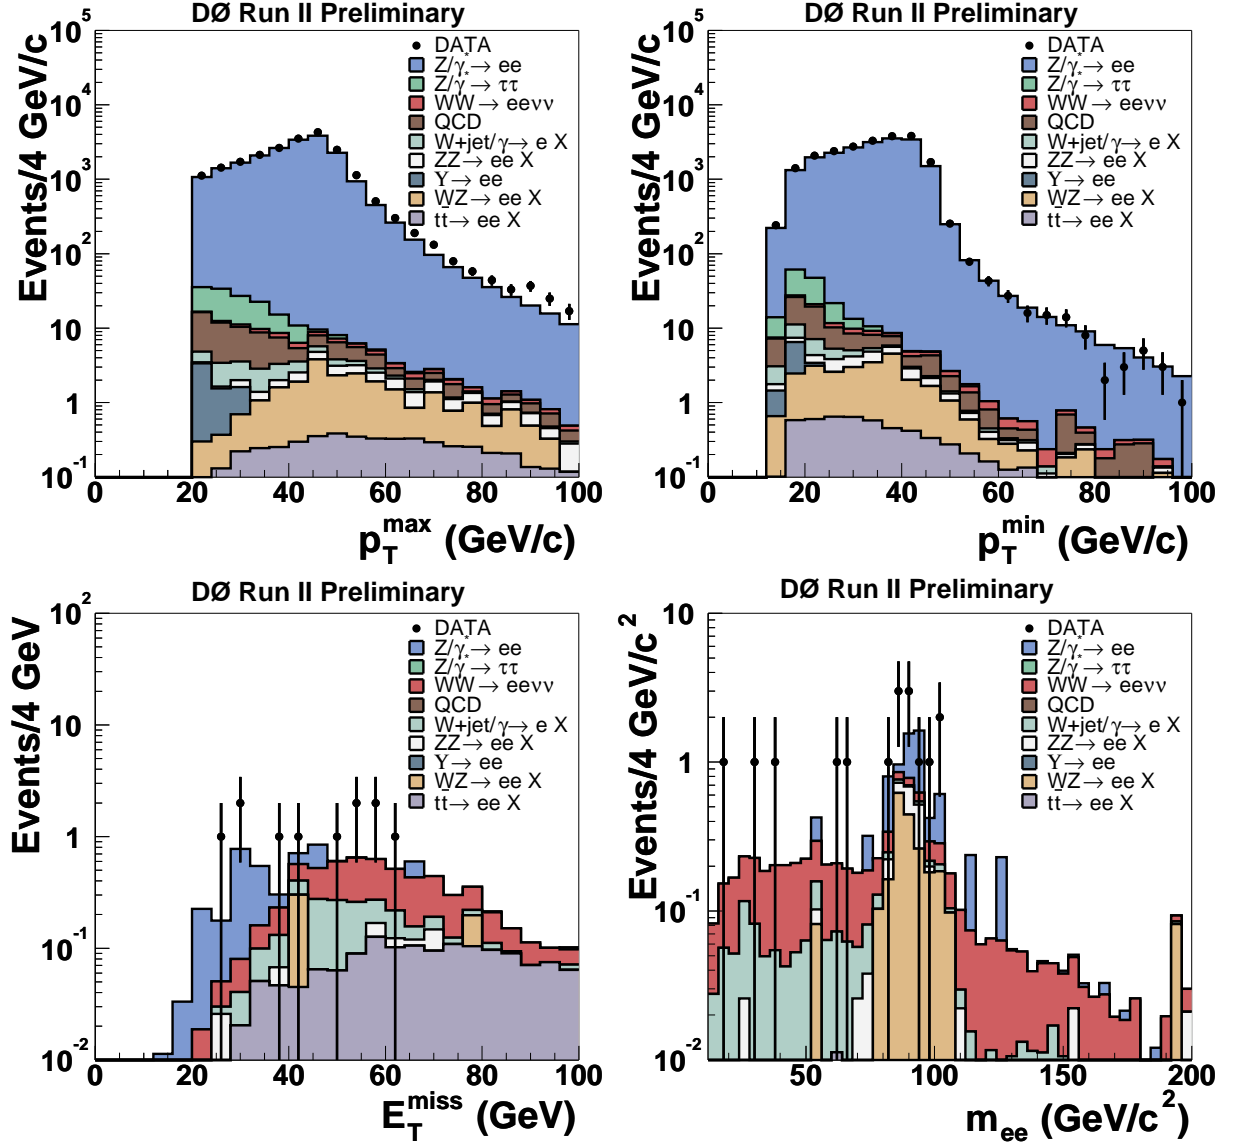 DØ Run II Preliminary
Events/4 GeV/c
10^5
10^4
10^3
10^2
10
1
10^-1
DATA
Z/γ*→ ee
Z/γ*→ ττ
WW→ eeνν
QCD
W+jet/γ→ e X
ZZ→ ee X
Υ→ ee
WZ→ ee X
tt̄→ ee X
0 20 40 60 80 100
p_T^max (GeV/c)
DØ Run II Preliminary
Events/4 GeV/c
10^5
10^4
10^3
10^2
10
1
10^-1
DATA
Z/γ*→ ee
Z/γ*→ ττ
WW→ eeνν
QCD
W+jet/γ→ e X
ZZ→ ee X
Υ→ ee
WZ→ ee X
tt̄→ ee X
0 20 40 60 80 100
p_T^min (GeV/c)
DØ Run II Preliminary
Events/4 GeV
10^2
10
1
10^-1
10^-2
DATA
Z/γ*→ ee
Z/γ*→ ττ
WW→ eeνν
QCD
W+jet/γ→ e X
ZZ→ ee X
Υ→ ee
WZ→ ee X
tt̄→ ee X
0 20 40 60 80 100
E_T^miss (GeV)
DØ Run II Preliminary
Events/4 GeV/c^2
10
1
10^-1
10^-2
DATA
Z/γ*→ ee
Z/γ*→ ττ
WW→ eeνν
QCD
W+jet/γ→ e X
ZZ→ ee X
Υ→ ee
WZ→ ee X
tt̄→ ee X
50 100 150 200
m_ee (GeV/c^2)